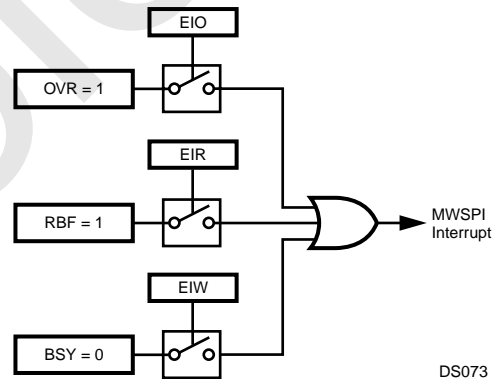 EIO
OVR = 1
EIR
RBF = 1
MWSPI
Interrupt
EIW
BSY = 0
DS073